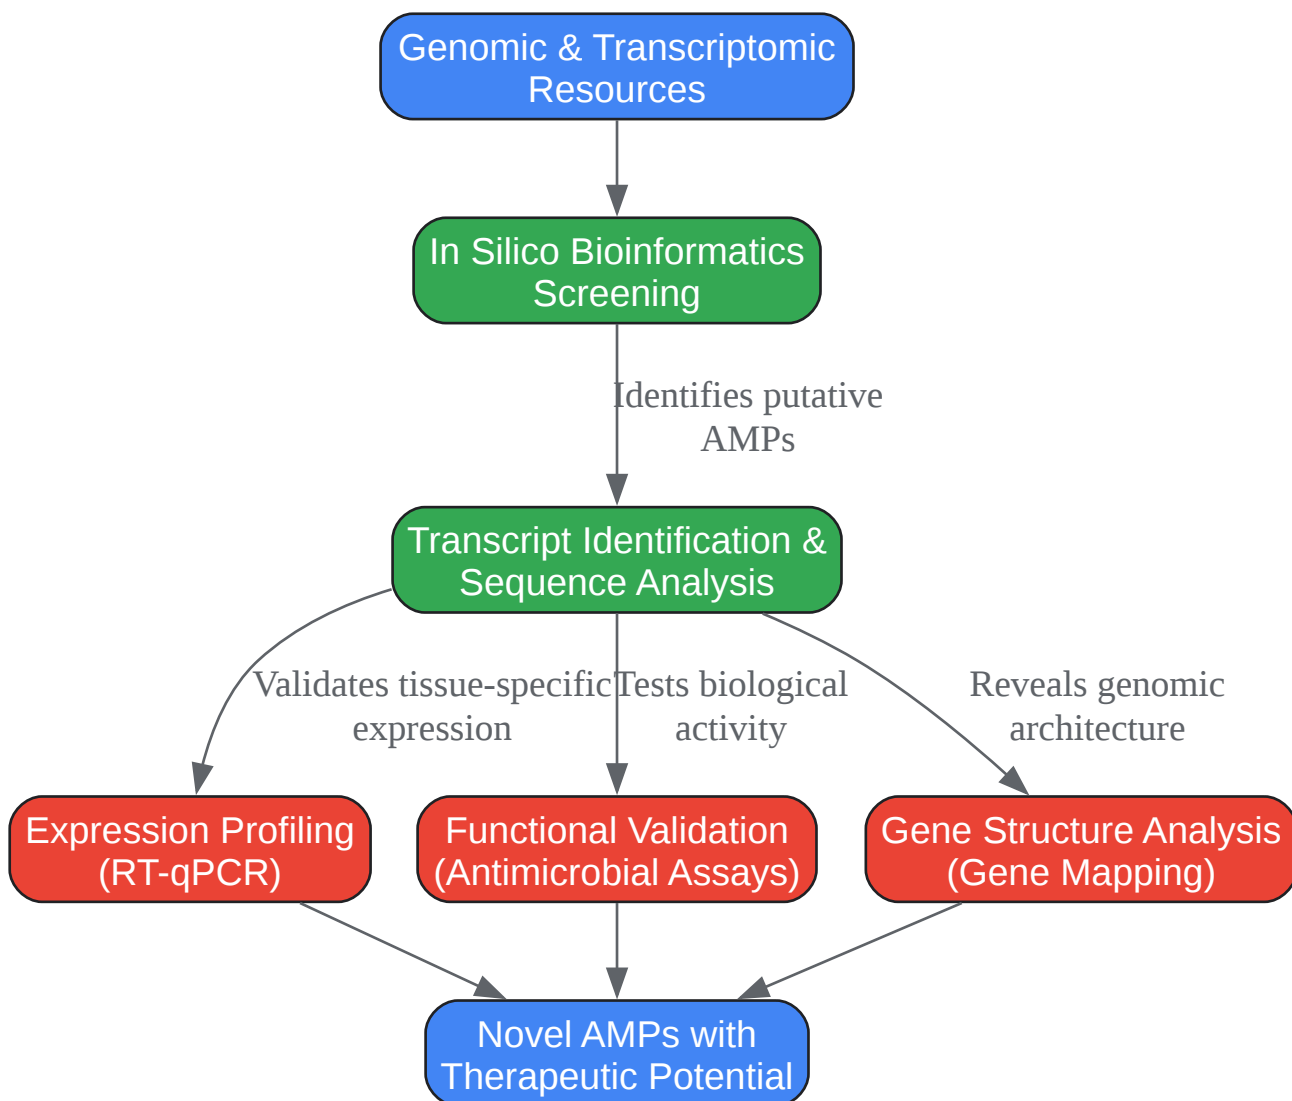 Genomic & Transcriptomic
Resources
In Silico Bioinformatics
Screening
Identifies putative
AMPs
Transcript Identification &
Sequence Analysis
Validates tissue-specific
expression
Tests biological
activity
Reveals genomic
architecture
Expression Profiling
(RT-qPCR)
Functional Validation
(Antimicrobial Assays)
Gene Structure Analysis
(Gene Mapping)
Novel AMPs with
Therapeutic Potential